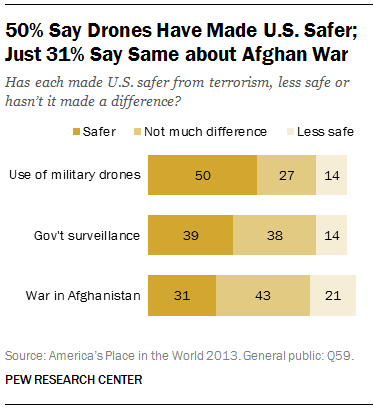 50% Say Drones Have Made U.S. Safer;
Just 31% Say Same about Afghan War
Has each made U.S. safer from terrorism, less safe or
hasn't it made a difference?
Safer Not much difference Less safe
Use of military drones 50 27 14
Gov't surveillance 39 38 14
War in Afghanistan 31 43 21
Source: America's Place in the World 2013. General public: Q59.
PEW RESEARCH CENTER